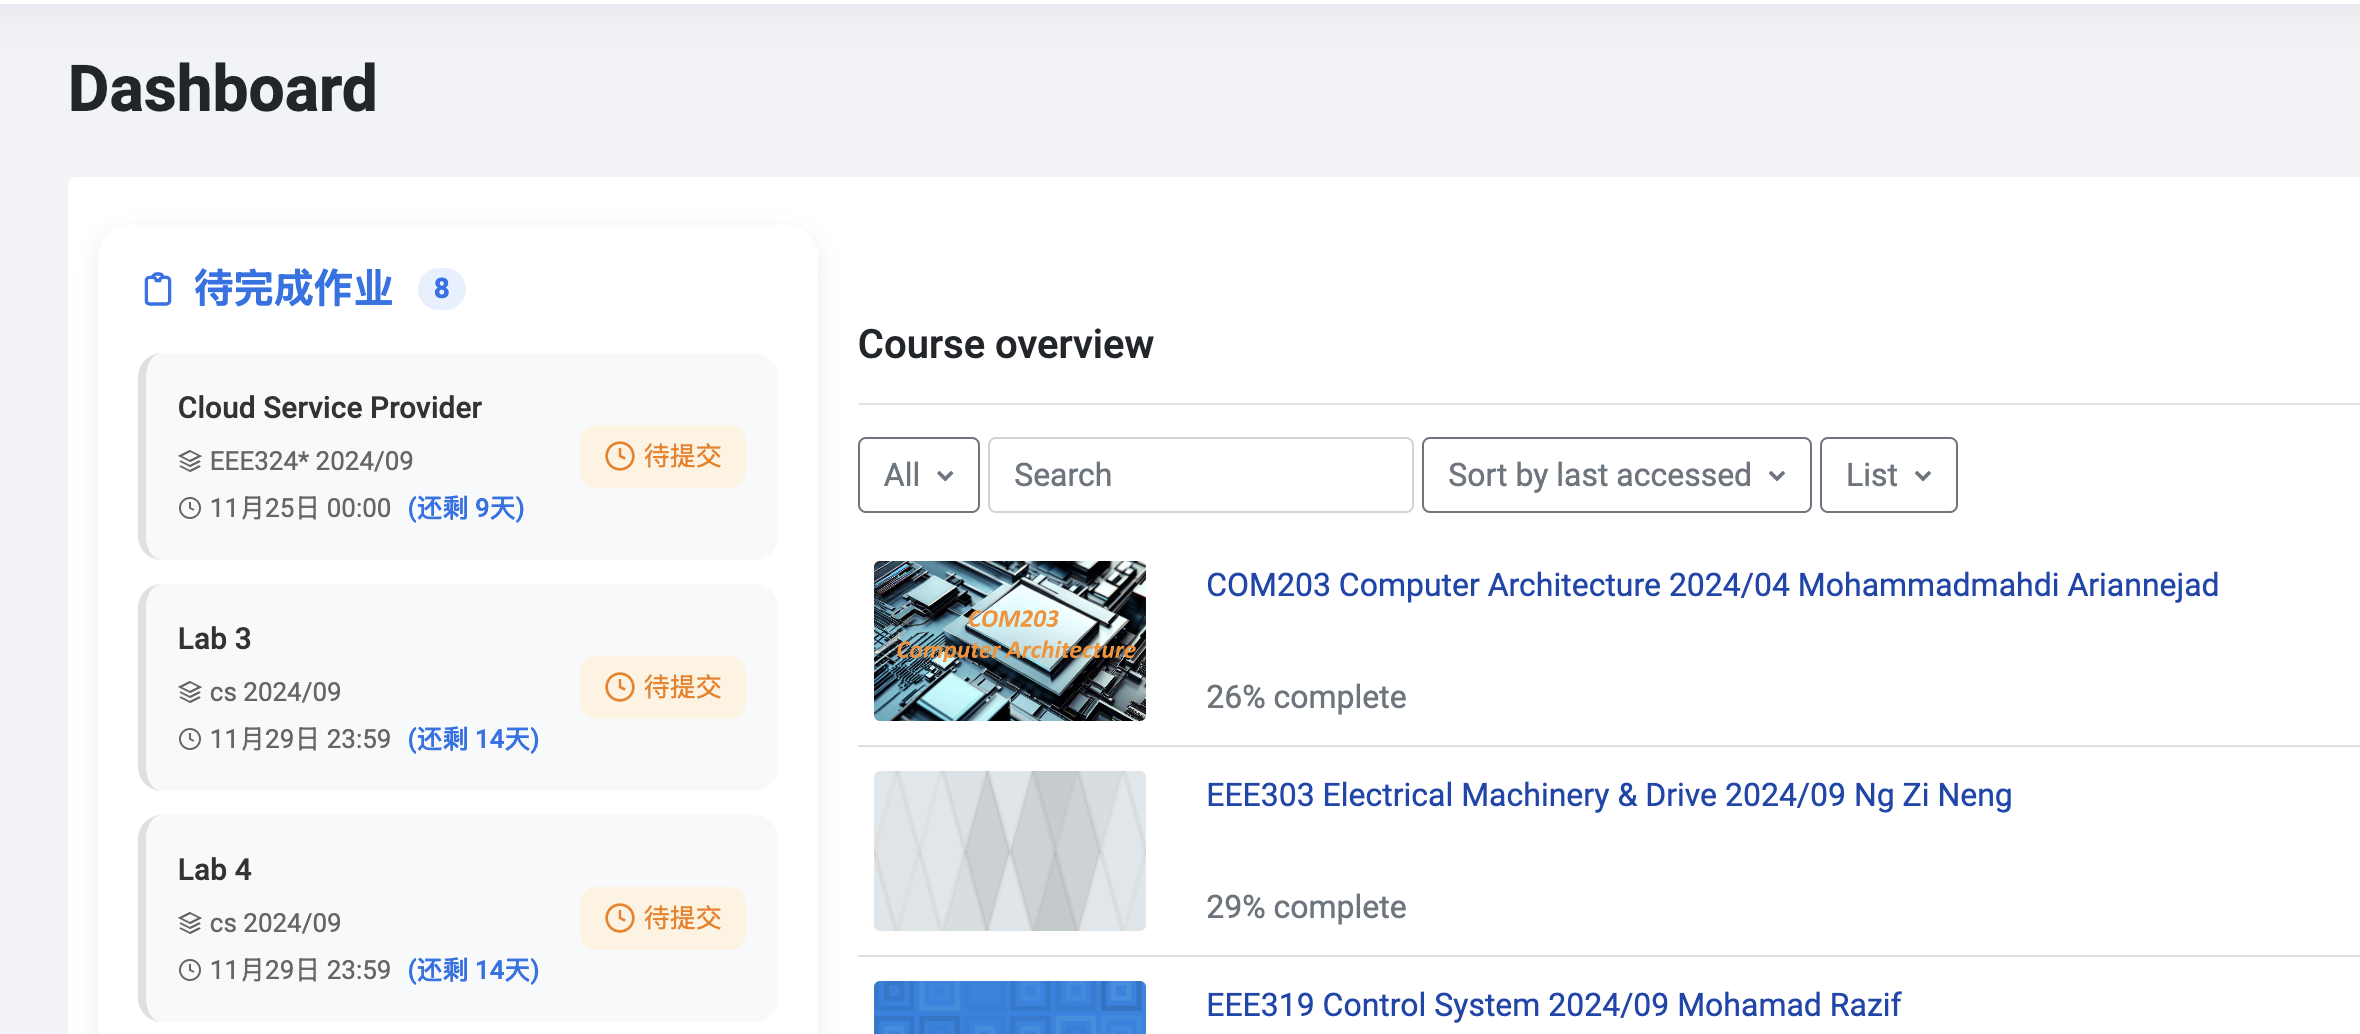 Dashboard
待完成作业 8
Cloud Service Provider
EEE324* 2024/09
11月25日 00:00 (还剩 9天)
待提交
Lab 3
cs 2024/09
11月29日 23:59 (还剩 14天)
待提交
Lab 4
cs 2024/09
11月29日 23:59 (还剩 14天)
待提交
Course overview
All
Search
Sort by last accessed
List
COM203
Computer Architecture
COM203 Computer Architecture 2024/04 Mohammadmahdi Ariannejad
26% complete
EEE303 Electrical Machinery & Drive 2024/09 Ng Zi Neng
29% complete
EEE319 Control System 2024/09 Mohamad Razif